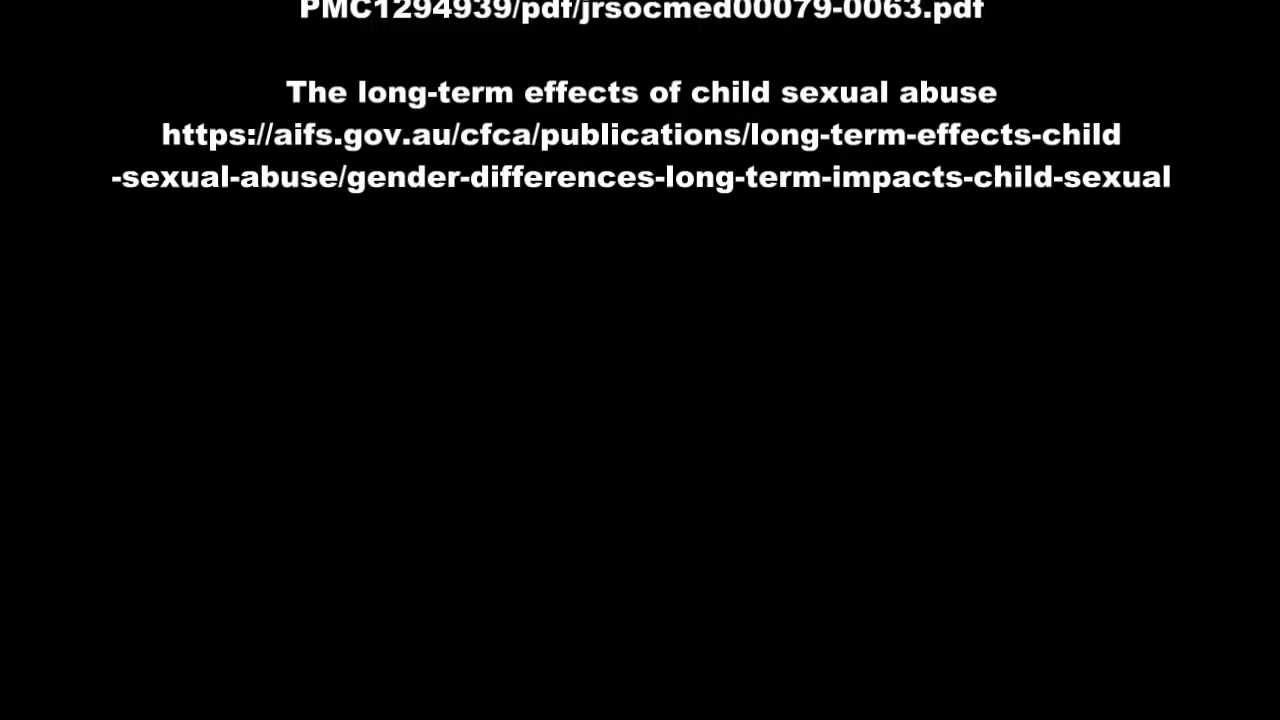 PMC1294939/pdf/jrsocmed00079-0063.pdf
The long-term effects of child sexual abuse
https://aifs.gov.au/cfca/publications/long-term-effects-child
-sexual-abuse/gender-differences-long-term-impacts-child-sexual